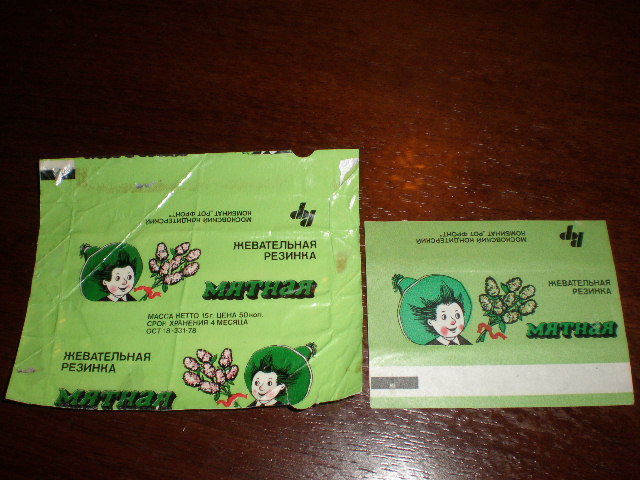 МОСКОВСКИЙ КОНДИТЕРСКИЙ
КОМБИНАТ „РОТ ФРОНТ"
ЖЕВАТЕЛЬНАЯ
РЕЗИНКА
мятная
МАССА НЕТТО 15г. ЦЕНА 50коп.
СРОК ХРАНЕНИЯ 4 МЕСЯЦА
ОСТ 18-331-78
ЖЕВАТЕЛЬНАЯ
РЕЗИНКА
мятная
МОСКОВСКИЙ КОНДИТЕРСКИЙ
КОМБИНАТ „РОТ ФРОНТ"
ЖЕВАТЕЛЬНАЯ
РЕЗИНКА
мятная